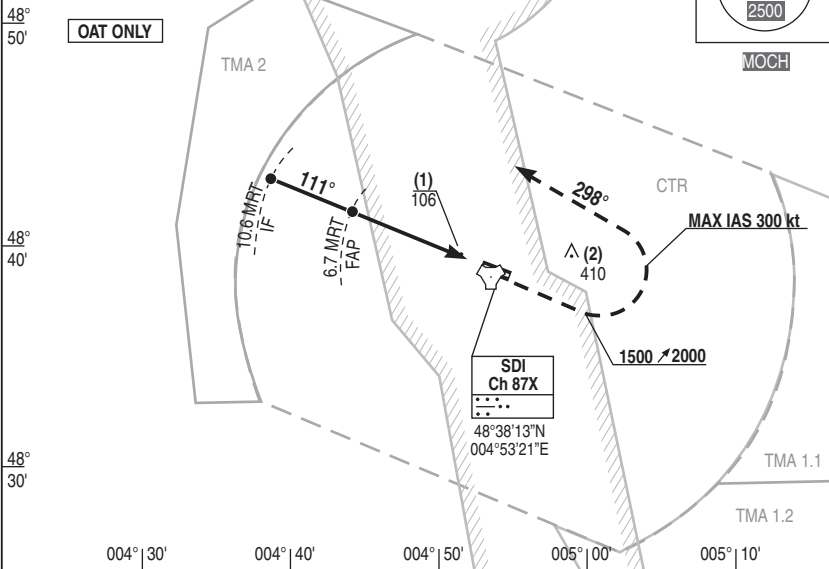 48°
50'
OAT ONLY
2500
MOCH
TMA 2
CTR
10.6 MRT
IF
111°
6.7 MRT
FAP
(1)
106
298°
MAX IAS 300 kt
(2)
410
48°
40'
1500 ↗2000
SDI
Ch 87X
48°38'13"N
004°53'21"E
48°
30'
TMA 1.1
TMA 1.2
004° 30'
004° 40'
004° 50'
005° 00'
005° 10'